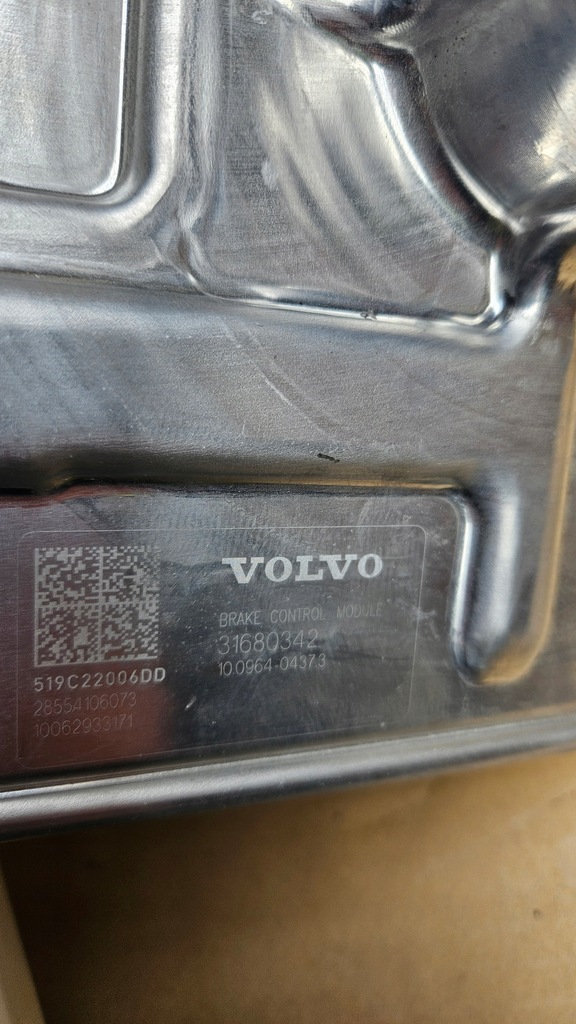 VOLVO
BRAKE CONTROL MODULE
31680342
10.0964-04373
519C22006DD
28554106073
10062933171